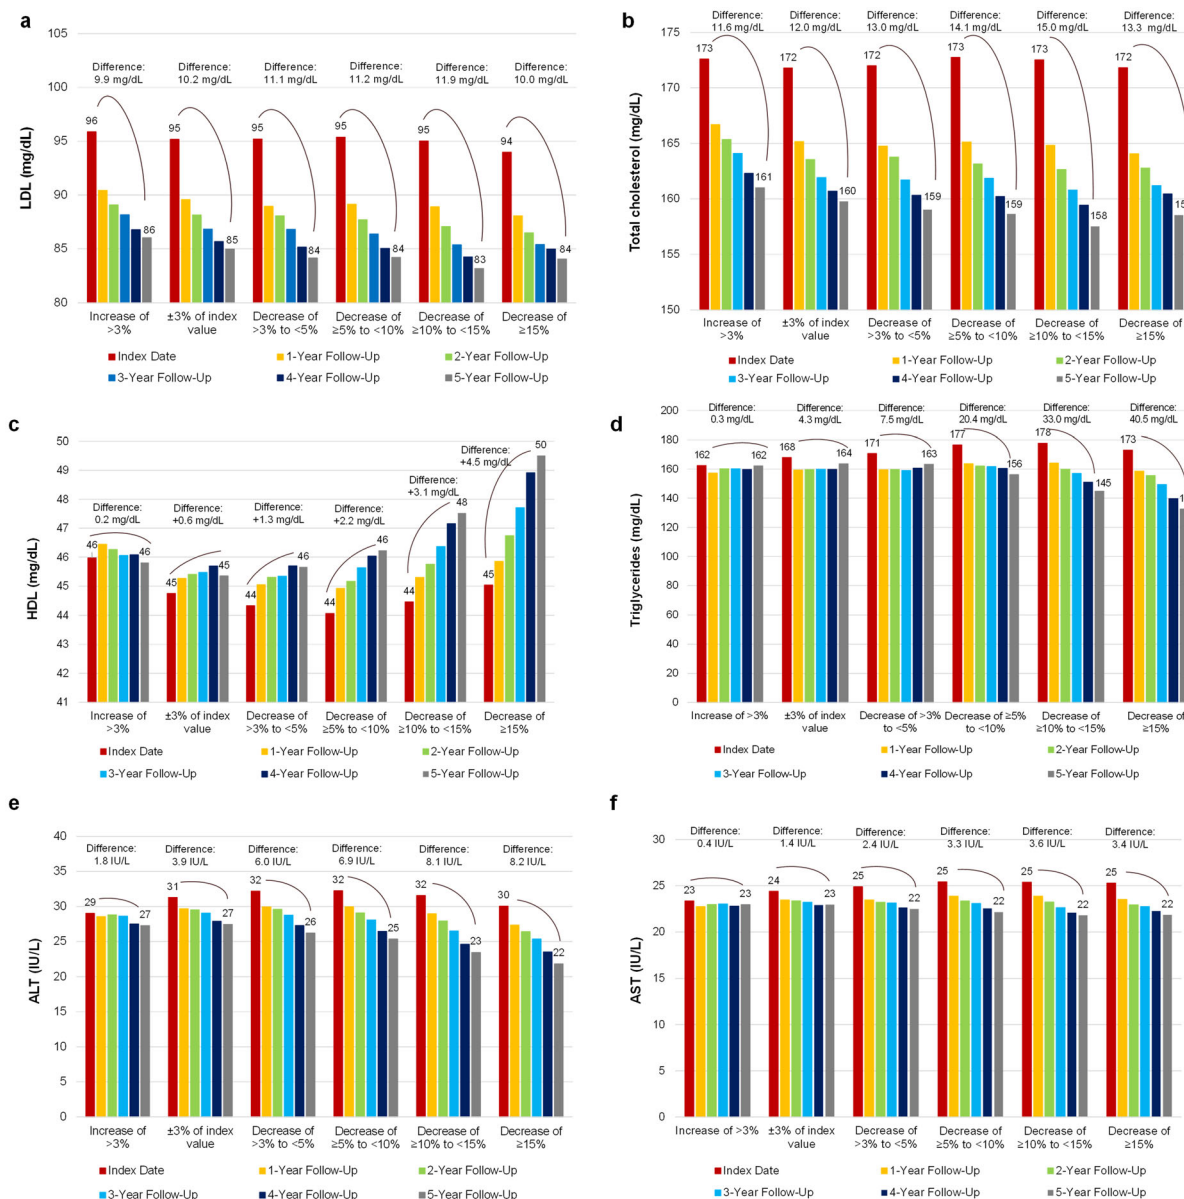 a
Difference: Difference: Difference: Difference: Difference: Difference:
9.9 mg/dL 10.2 mg/dL 11.1 mg/dL 11.2 mg/dL 11.9 mg/dL 10.0 mg/dL
LDL (mg/dL)
105
100
95
90
85
80
96 95 95 95 95 94
86 85 84 84 83 84
Increase of ±3% of index Decrease of Decrease of Decrease of Decrease of
>3% value >3% to <5% ≥5% to <10% ≥10% to <15% ≥15%
Index Date 1-Year Follow-Up 2-Year Follow-Up
3-Year Follow-Up 4-Year Follow-Up 5-Year Follow-Up
b
Difference: Difference: Difference: Difference: Difference: Difference:
11.6 mg/dL 12.0 mg/dL 13.0 mg/dL 14.1 mg/dL 15.0 mg/dL 13.3 mg/dL
Total cholesterol (mg/dL)
175
170
165
160
155
150
173 172 172 173 173 172
161 160 159 159 158 15
Increase of ±3% of index Decrease of Decrease of Decrease of Decrease of
>3% value >3% to <5% ≥5% to <10% ≥10% to <15% ≥15%
Index Date 1-Year Follow-Up 2-Year Follow-Up
3-Year Follow-Up 4-Year Follow-Up 5-Year Follow-Up
c
Difference: Difference: Difference: Difference: Difference: Difference:
0.2 mg/dL +0.6 mg/dL +1.3 mg/dL +2.2 mg/dL +3.1 mg/dL +4.5 mg/dL
HDL (mg/dL)
50
49
48
47
46
45
44
43
42
41
46 45 44 44 44 45
46 45 46 46 48 50
Increase of ±3% of index Decrease of Decrease of Decrease of Decrease of
>3% value >3% to <5% ≥5% to <10% ≥10% to <15% ≥15%
Index Date 1-Year Follow-Up 2-Year Follow-Up
3-Year Follow-Up 4-Year Follow-Up 5-Year Follow-Up
d
Difference: Difference: Difference: Difference: Difference: Difference:
0.3 mg/dL 4.3 mg/dL 7.5 mg/dL 20.4 mg/dL 33.0 mg/dL 40.5 mg/dL
Triglycerides (mg/dL)
200
180
160
140
120
100
80
60
40
20
0
162 168 171 177 178 173
162 164 163 156 145 13
Increase of >3% ±3% of index Decrease of >3% Decrease of ≥5% Decrease of Decrease of
value to <5% to <10% ≥10% to <15% ≥15%
Index Date 1-Year Follow-Up 2-Year Follow-Up
3-Year Follow-Up 4-Year Follow-Up 5-Year Follow-Up
e
Difference: Difference: Difference: Difference: Difference: Difference:
1.8 IU/L 3.9 IU/L 6.0 IU/L 6.9 IU/L 8.1 IU/L 8.2 IU/L
ALT (IU/L)
40
35
30
25
20
15
10
5
0
29 31 32 32 32 30
27 27 26 25 23 22
Increase of ±3% of index Decrease of Decrease of Decrease of Decrease of
>3% value >3% to <5% ≥5% to <10% ≥10% to <15% ≥15%
Index Date 1-Year Follow-Up 2-Year Follow-Up
3-Year Follow-Up 4-Year Follow-Up 5-Year Follow-Up
f
Difference: Difference: Difference: Difference: Difference: Difference:
0.4 IU/L 1.4 IU/L 2.4 IU/L 3.3 IU/L 3.6 IU/L 3.4 IU/L
AST (IU/L)
30
25
20
15
10
5
0
23 24 25 25 25 25
23 23 22 22 22 22
Increase of >3% ±3% of index Decrease of Decrease of Decrease of Decrease of
value >3% to <5% ≥5% to <10% ≥10% to <15% ≥15%
Index Date 1-Year Follow-Up 2-Year Follow-Up
3-Year Follow-Up 4-Year Follow-Up 5-Year Follow-Up